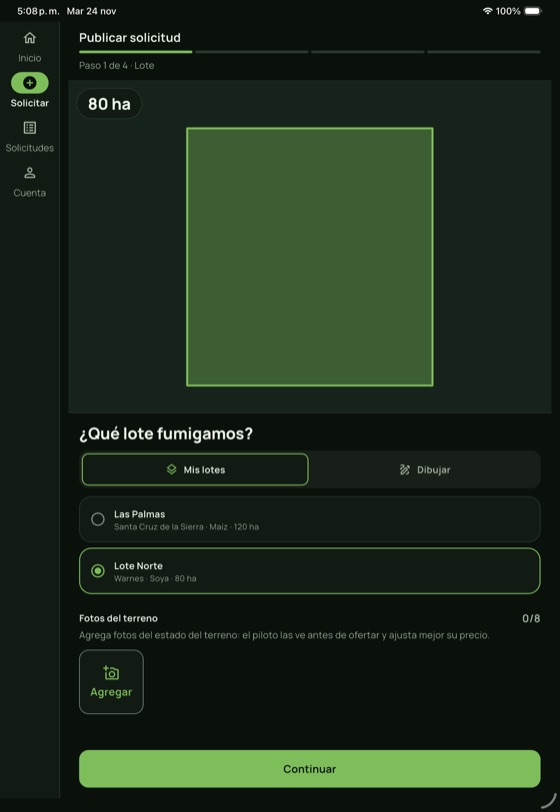 5:08 p. m. Mar 24 nov
100%
Inicio
Solicitar
Solicitudes
Cuenta
Publicar solicitud
Paso 1 de 4 · Lote
80 ha
¿Qué lote fumigamos?
Mis lotes
Dibujar
Las Palmas
Santa Cruz de la Sierra · Maíz · 120 ha
Lote Norte
Warnes · Soya · 80 ha
Fotos del terreno
0/8
Agrega fotos del estado del terreno: el piloto las ve antes de ofertar y ajusta mejor su precio.
Agregar
Continuar